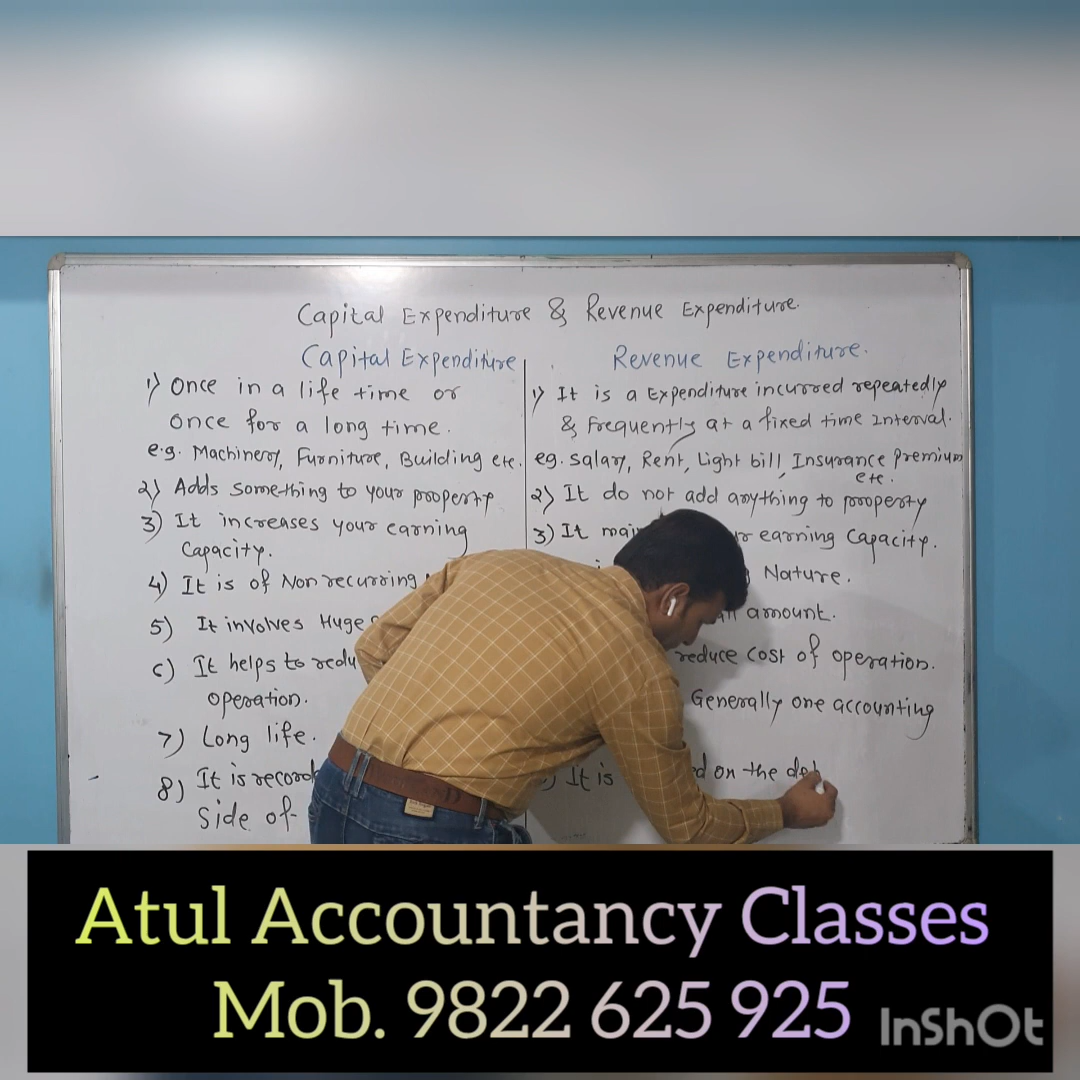 Capital Expenditure & Revenue Expenditure.
Capital Expenditure
1) Once in a life time or
once for a long time.
e.g. Machinery, Furniture, Building etc.
2) Adds something to your property
3) It increases your earning
Capacity.
4) It is of Non recurring
5) It involves Huge
6) It helps to redu
operation.
7) Long life.
8) It is record
Side of
Revenue Expenditure.
1) It is a Expenditure incurred repeatedly
& frequently at a fixed time Interval.
eg. Salary, Rent, Light bill, Insurance premium
etc.
2) It do not add anything to property
3) It main r earning Capacity.
Nature.
amount.
reduce cost of operation.
Generally one accounting
It is ed on the deb
Atul Accountancy Classes
Mob. 9822 625 925
InShOt